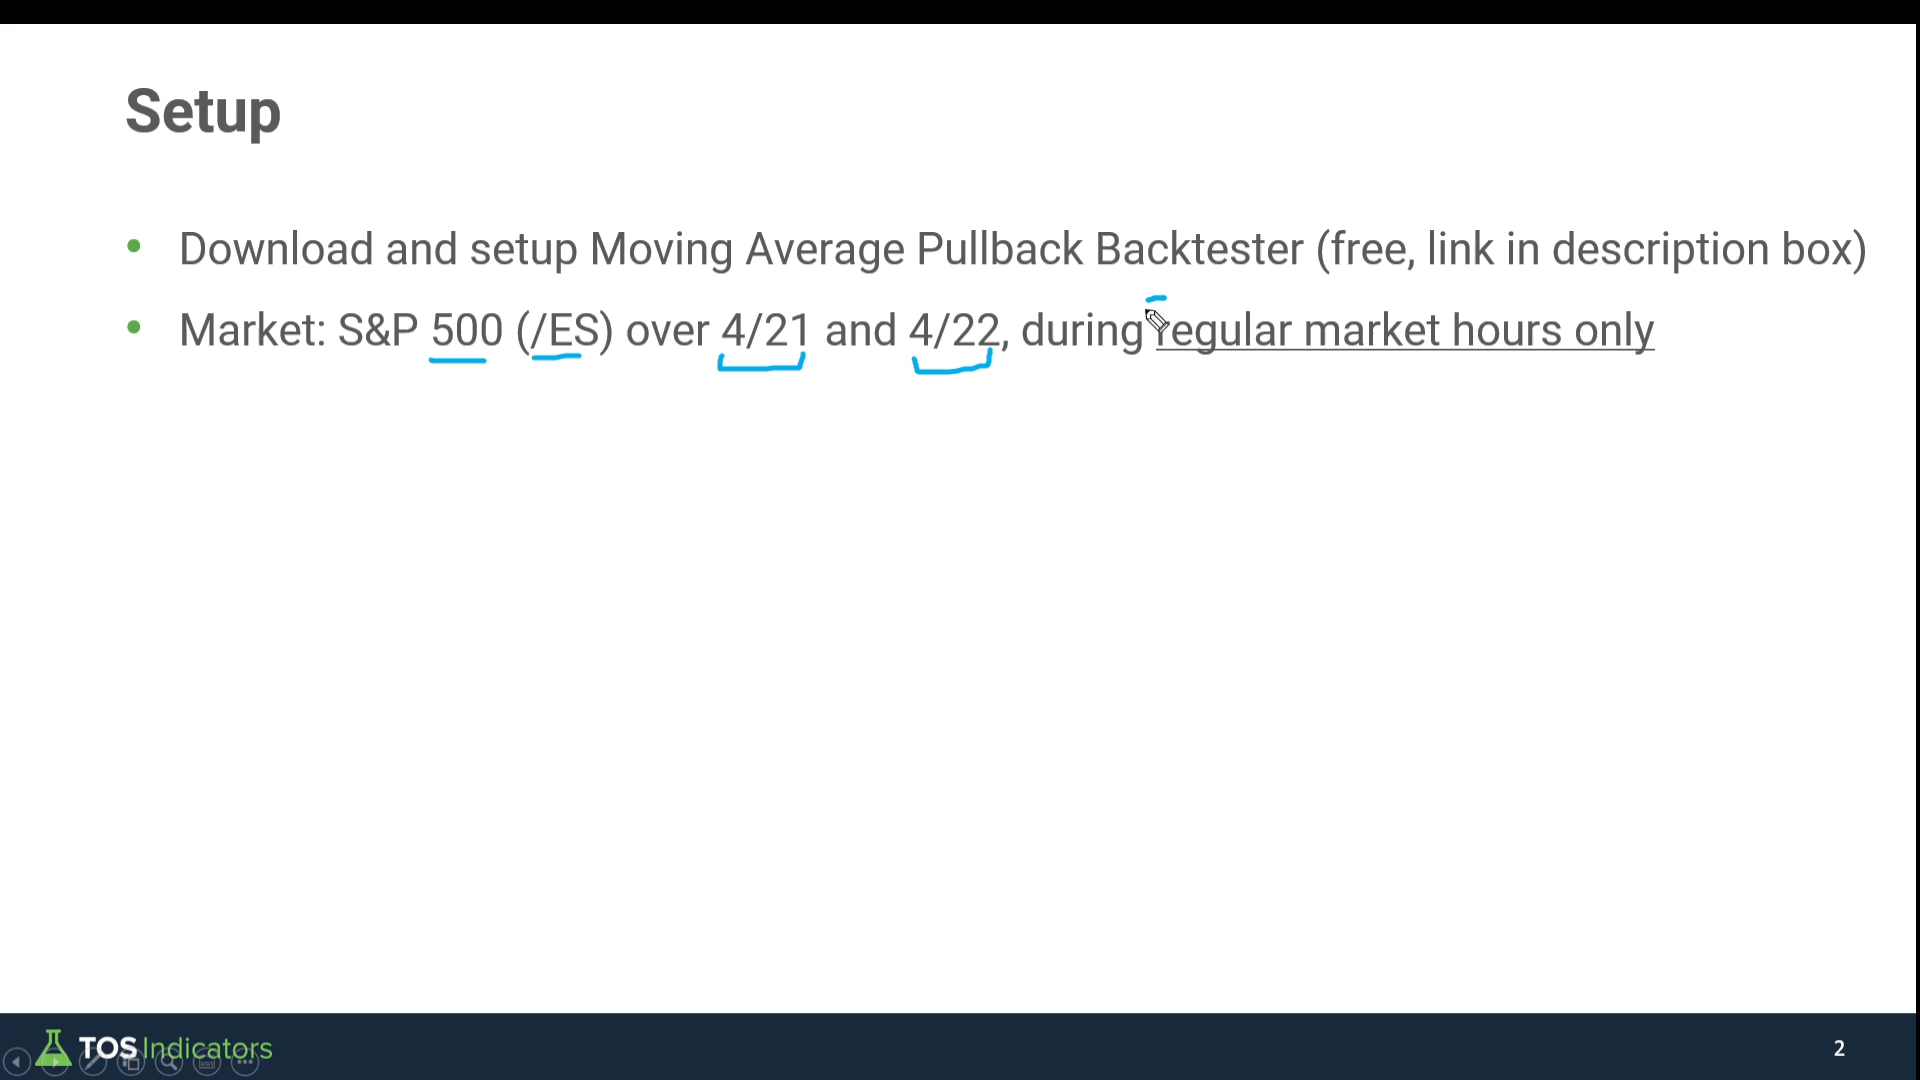 Setup
• Download and setup Moving Average Pullback Backtester (free, link in description box)
• Market: S&P 500 (/ES) over 4/21 and 4/22, during regular market hours only
TOS Indicators
2